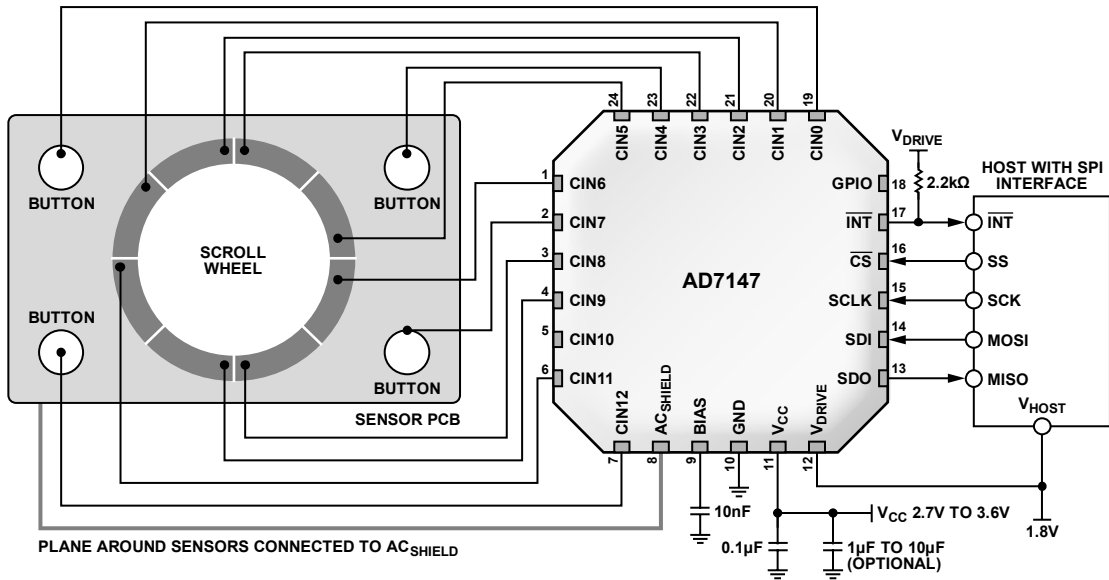 24
23
22
21
20
19
CIN5
CIN4
CIN3
CIN2
CIN1
CIN0
BUTTON
BUTTON
SCROLL
WHEEL
BUTTON
BUTTON
SENSOR PCB
1
CIN6
2
CIN7
3
CIN8
4
CIN9
5
CIN10
6
CIN11
AD7147
GPIO
18
INT
17
CS
16
SCLK
15
SDI
14
SDO
13
VDRIVE
2.2kΩ
HOST WITH SPI
INTERFACE
INT
SS
SCK
MOSI
MISO
VHOST
CIN12
ACSHIELD
BIAS
GND
VCC
VDRIVE
7
8
9
10
11
12
10nF
0.1µF
VCC 2.7V TO 3.6V
1µF TO 10µF
(OPTIONAL)
1.8V
PLANE AROUND SENSORS CONNECTED TO ACSHIELD